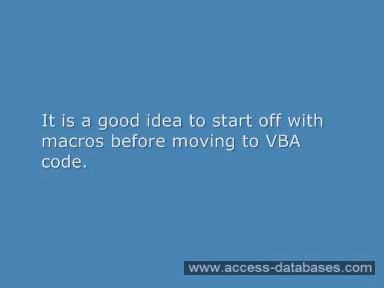 It is a good idea to start off with
macros before moving to VBA
code.
www.access-databases.com